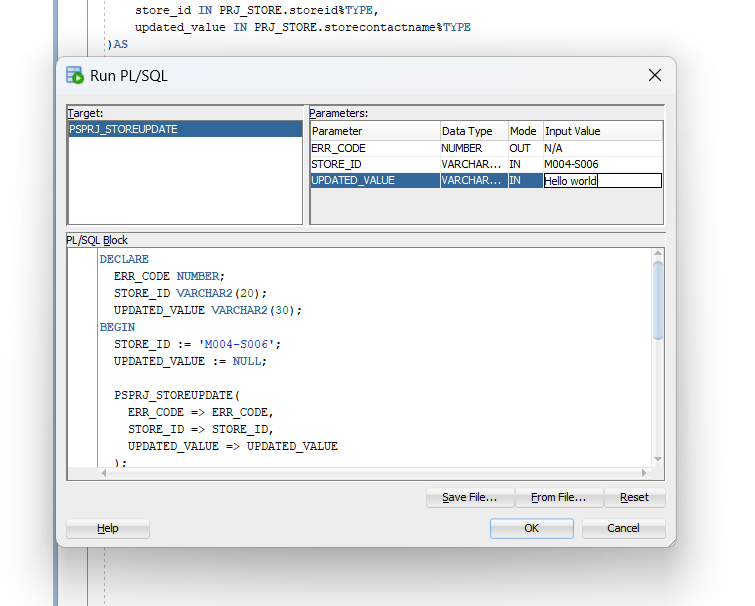 store_id IN PRJ_STORE.storeid%TYPE,
updated_value IN PRJ_STORE.storecontactname%TYPE
)AS
Run PL/SQL
Target:
PSPRJ_STOREUPDATE
Parameters:
Parameter Data Type Mode Input Value
ERR_CODE NUMBER OUT N/A
STORE_ID VARCHAR... IN M004-S006
UPDATED_VALUE VARCHAR... IN Hello world
PL/SQL Block
DECLARE
ERR_CODE NUMBER;
STORE_ID VARCHAR2(20);
UPDATED_VALUE VARCHAR2(30);
BEGIN
STORE_ID := 'M004-S006';
UPDATED_VALUE := NULL;
PSPRJ_STOREUPDATE(
ERR_CODE => ERR_CODE,
STORE_ID => STORE_ID,
UPDATED_VALUE => UPDATED_VALUE
);
Save File... From File... Reset
Help OK Cancel